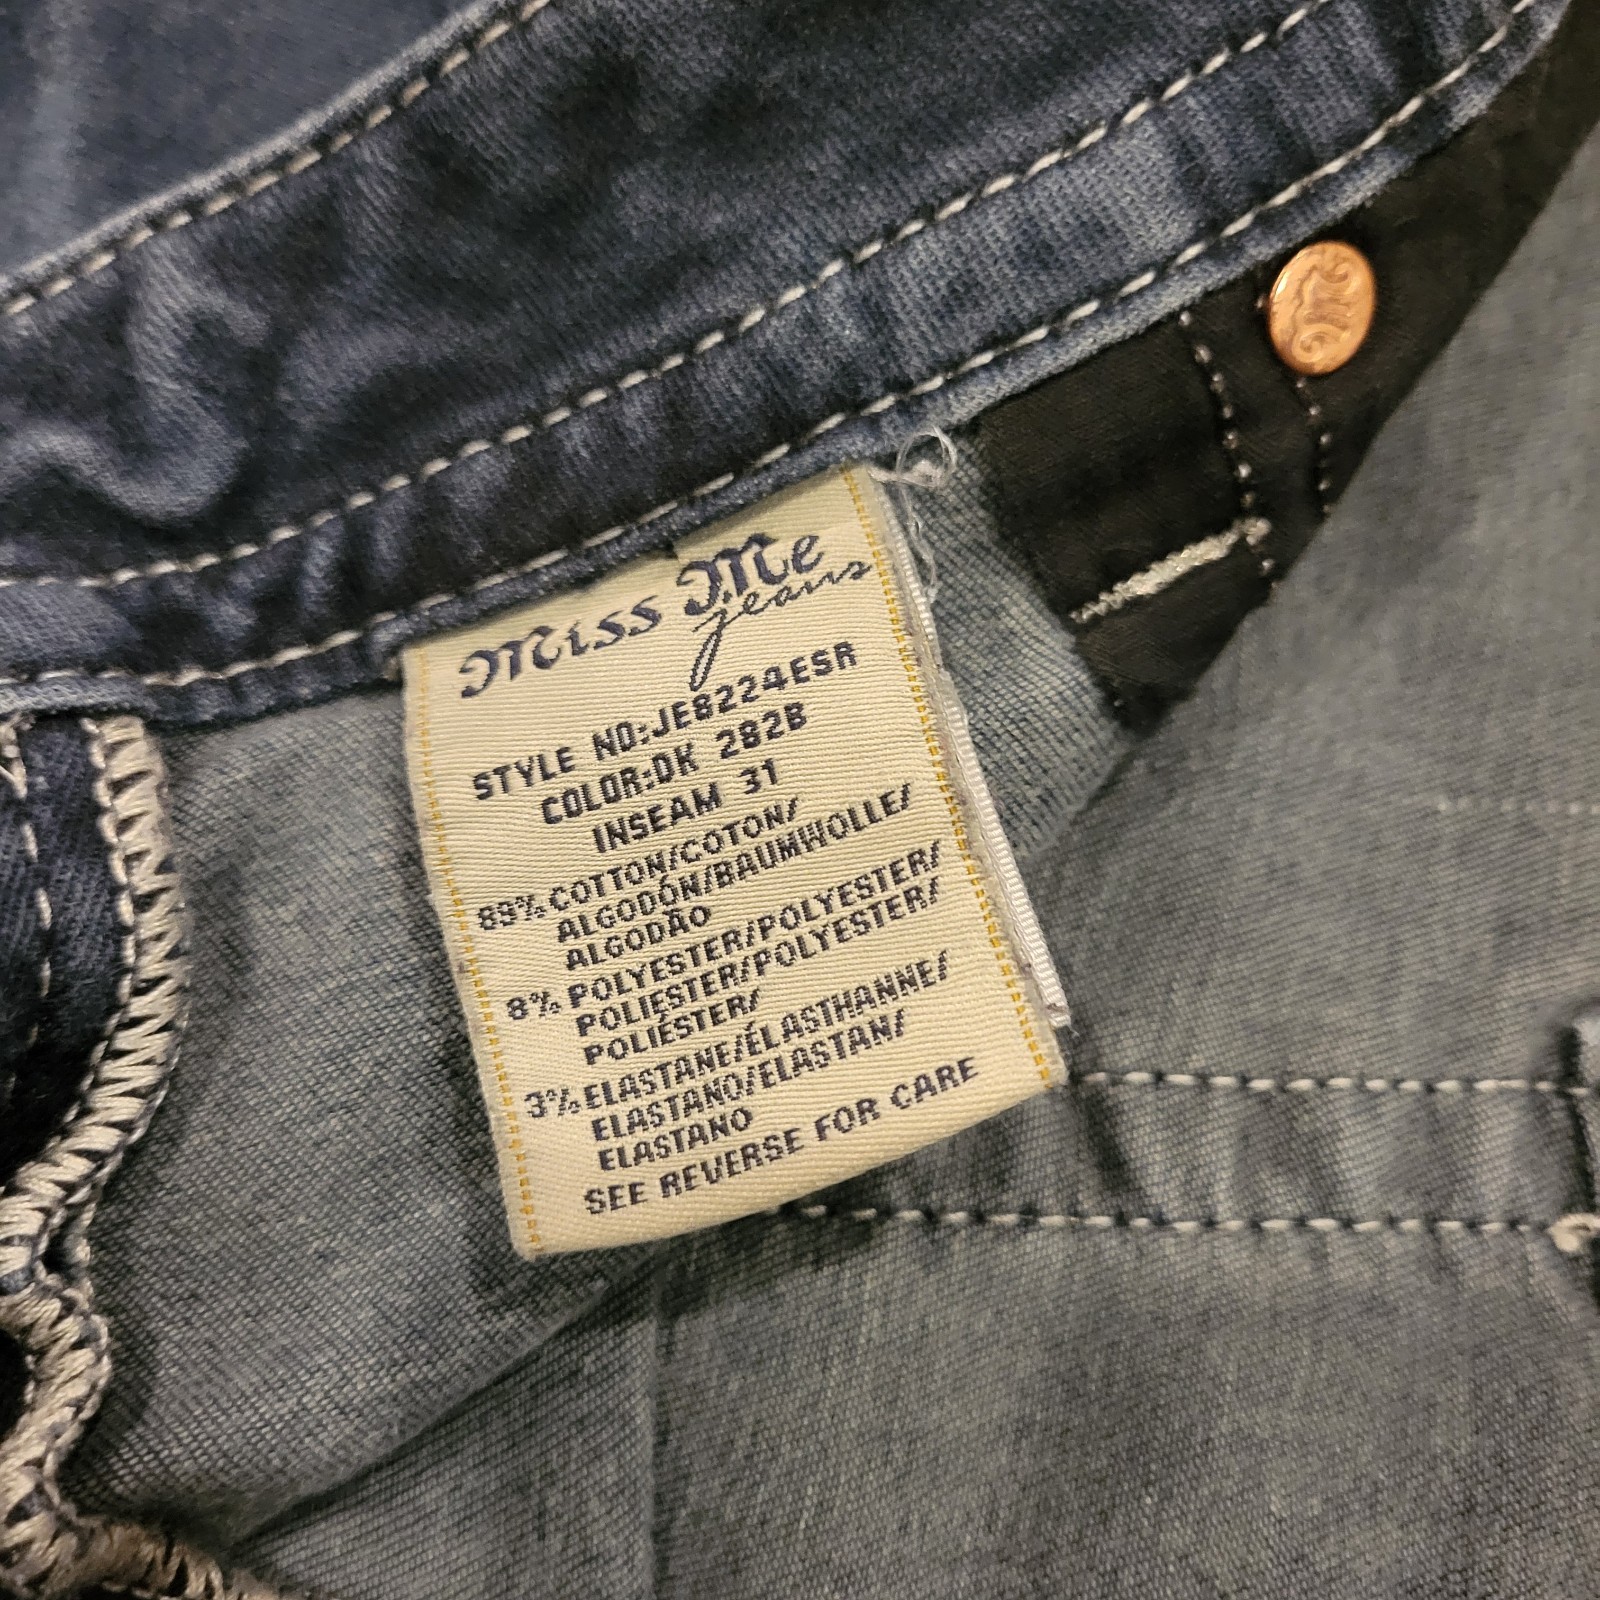 Miss Me
jeans
STYLE NO:JE8224ESR
COLOR:DK 282B
INSEAM 31
89% COTTON/COTON/
ALGODÓN/BAUMWOLLE/
ALGODÃO
8% POLYESTER/POLYESTER/
POLIÉSTER/POLYESTER/
POLIÉSTER/
3% ELASTANE/ÉLASTHANNE/
ELASTANO/ELASTAN/
ELASTANO
SEE REVERSE FOR CARE
M